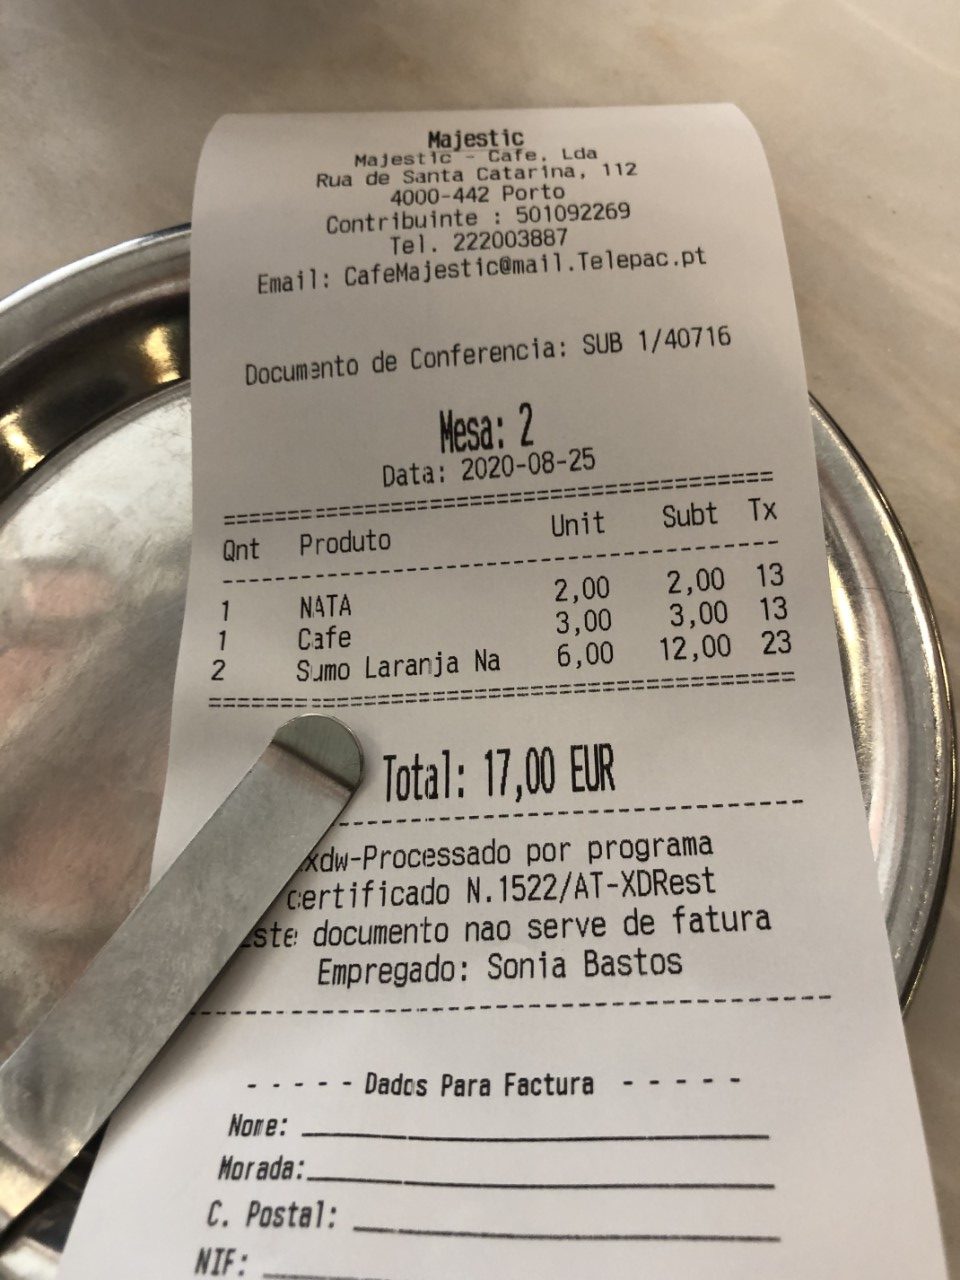 Majestic
Majestic - Cafe, Lda
Rua de Santa Catarina, 112
4000-442 Porto
Contribuinte : 501092269
Tel. 222003887
Email: CafeMajestic@mail.Telepac.pt
Documento de Conferencia: SUB 1/40716
Mesa: 2
Data: 2020-08-25
Qnt Produto Unit Subt Tx
1 NATA 2,00 2,00 13
1 Cafe 3,00 3,00 13
2 Sumo Laranja Na 6,00 12,00 23
Total: 17,00 EUR
xdw-Processado por programa
certificado N.1522/AT-XDRest
Este documento nao serve de fatura
Empregado: Sonia Bastos
- - - - - Dados Para Factura - - - - -
Nome:
Morada:
C. Postal:
NIF: